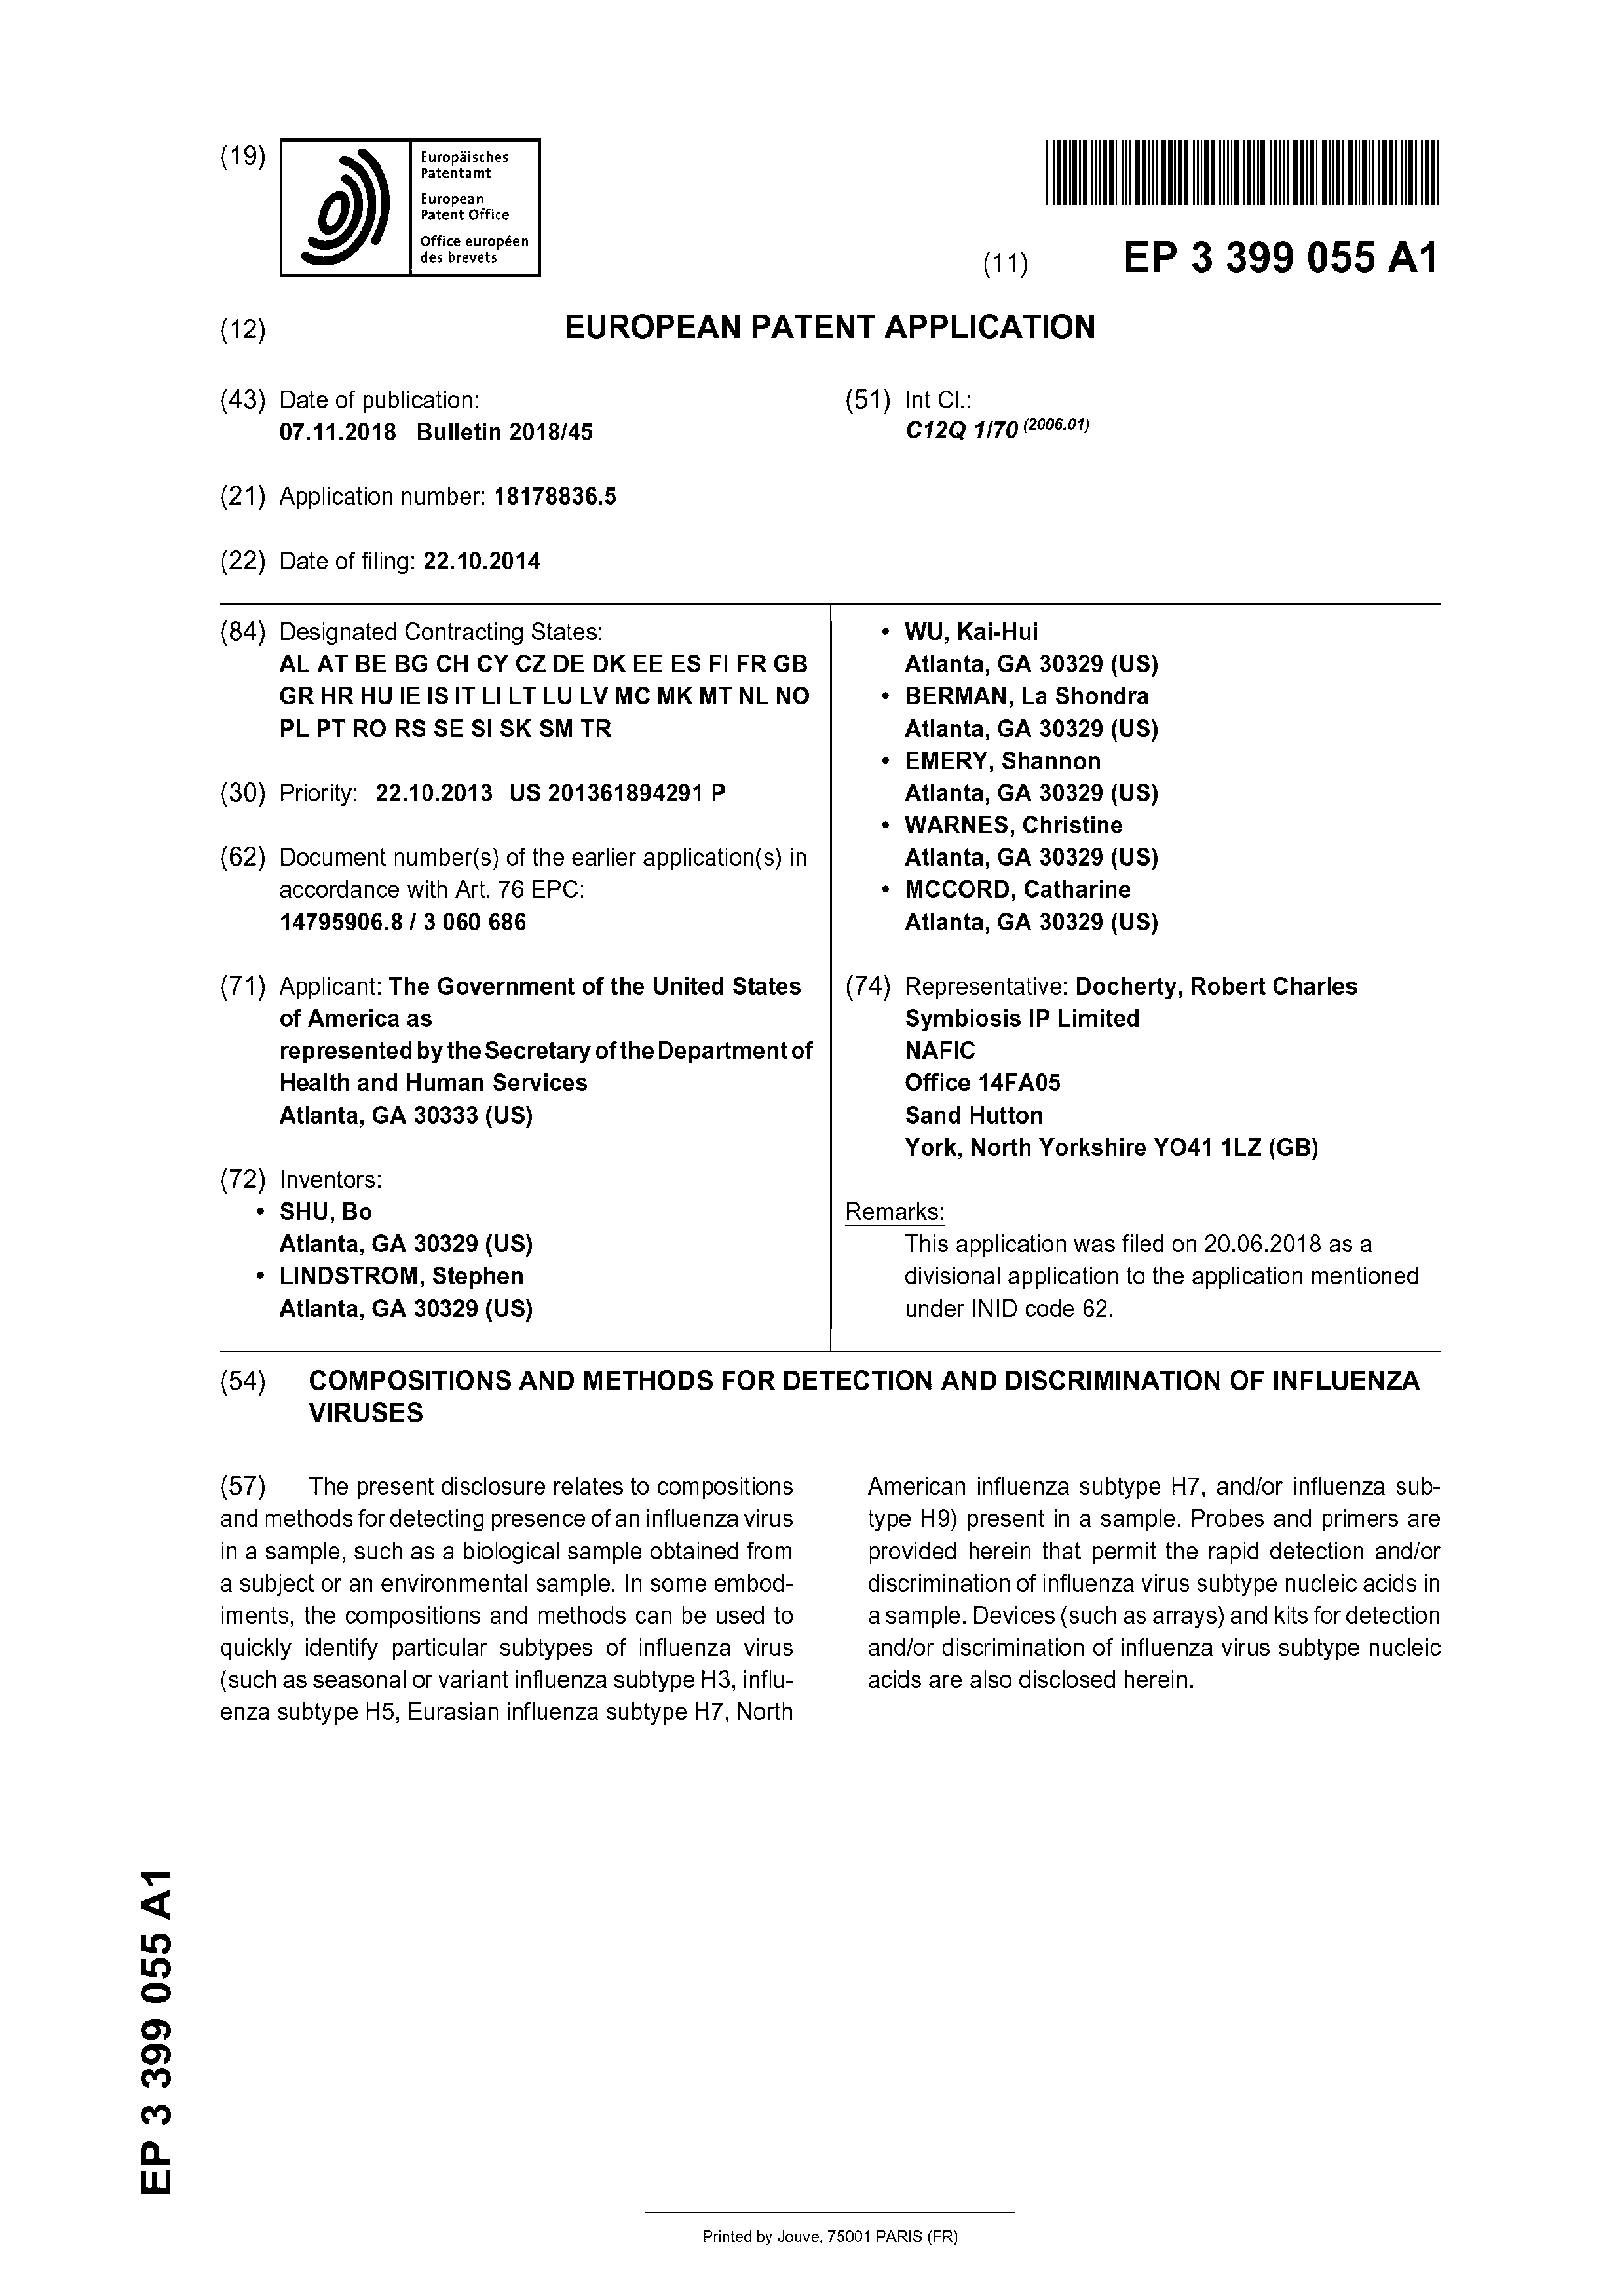 (19)
Europäisches
Patentamt
European
Patent Office
Office européen
des brevets
(11) EP 3 399 055 A1
(12) EUROPEAN PATENT APPLICATION
(43) Date of publication:
07.11.2018 Bulletin 2018/45
(51) Int Cl.:
C12Q 1/70 (2006.01)
(21) Application number: 18178836.5
(22) Date of filing: 22.10.2014
(84) Designated Contracting States:
AL AT BE BG CH CY CZ DE DK EE ES FI FR GB
GR HR HU IE IS IT LI LT LU LV MC MK MT NL NO
PL PT RO RS SE SI SK SM TR
(30) Priority: 22.10.2013 US 201361894291 P
(62) Document number(s) of the earlier application(s) in
accordance with Art. 76 EPC:
14795906.8 / 3 060 686
(71) Applicant: The Government of the United States
of America as
represented by the Secretary of the Department of
Health and Human Services
Atlanta, GA 30333 (US)
(72) Inventors:
• SHU, Bo
Atlanta, GA 30329 (US)
• LINDSTROM, Stephen
Atlanta, GA 30329 (US)
• WU, Kai-Hui
Atlanta, GA 30329 (US)
• BERMAN, La Shondra
Atlanta, GA 30329 (US)
• EMERY, Shannon
Atlanta, GA 30329 (US)
• WARNES, Christine
Atlanta, GA 30329 (US)
• MCCORD, Catharine
Atlanta, GA 30329 (US)
(74) Representative: Docherty, Robert Charles
Symbiosis IP Limited
NAFIC
Office 14FA05
Sand Hutton
York, North Yorkshire YO41 1LZ (GB)
Remarks:
This application was filed on 20.06.2018 as a
divisional application to the application mentioned
under INID code 62.
(54) COMPOSITIONS AND METHODS FOR DETECTION AND DISCRIMINATION OF INFLUENZA
VIRUSES
(57) The present disclosure relates to compositions
and methods for detecting presence of an influenza virus
in a sample, such as a biological sample obtained from
a subject or an environmental sample. In some embod-
iments, the compositions and methods can be used to
quickly identify particular subtypes of influenza virus
(such as seasonal or variant influenza subtype H3, influ-
enza subtype H5, Eurasian influenza subtype H7, North
American influenza subtype H7, and/or influenza sub-
type H9) present in a sample. Probes and primers are
provided herein that permit the rapid detection and/or
discrimination of influenza virus subtype nucleic acids in
a sample. Devices (such as arrays) and kits for detection
and/or discrimination of influenza virus subtype nucleic
acids are also disclosed herein.
EP 3 399 055 A1
Printed by Jouve, 75001 PARIS (FR)